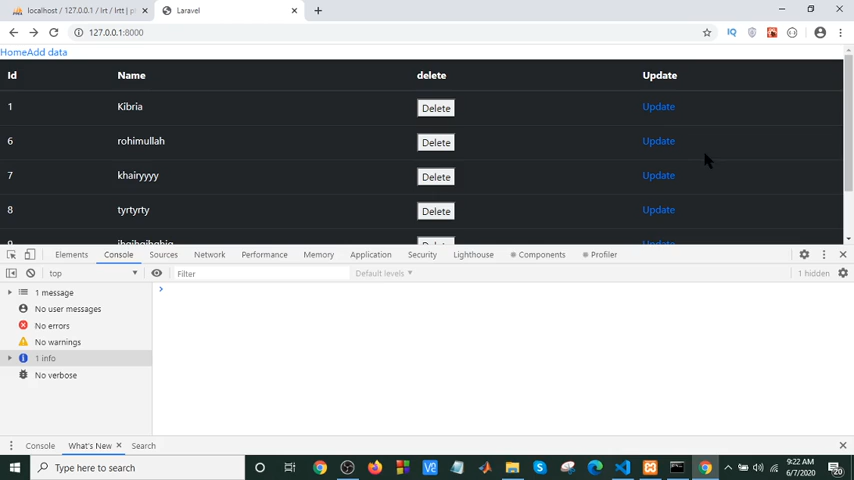 localhost / 127.0.0.1 / lrt / lrtt | p
Laravel
127.0.0.1:8000
HomeAdd data
Id Name delete Update
1 Kibria Delete Update
6 rohimullah Delete Update
7 khairyyyy Delete Update
8 tyrtyrty Delete Update
Elements Console Sources Network Performance Memory Application Security Lighthouse Components Profiler
top Filter Default levels 1 hidden
1 message
No user messages
No errors
No warnings
1 info
No verbose
Console What's New Search
Type here to search
9:22 AM
6/7/2020
20